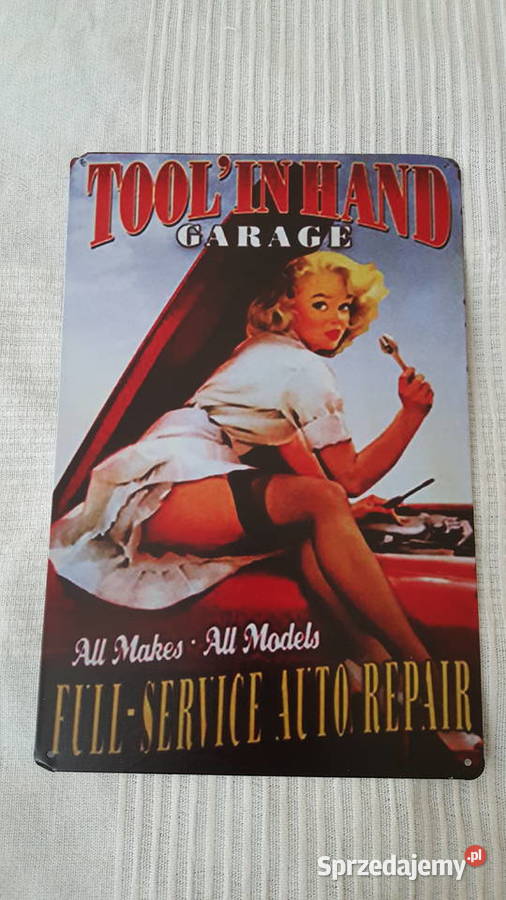 TOOL'IN HAND
GARAGE
All Makes · All Models
FULL-SERVICE AUTO REPAIR
Sprzedajemy.pl